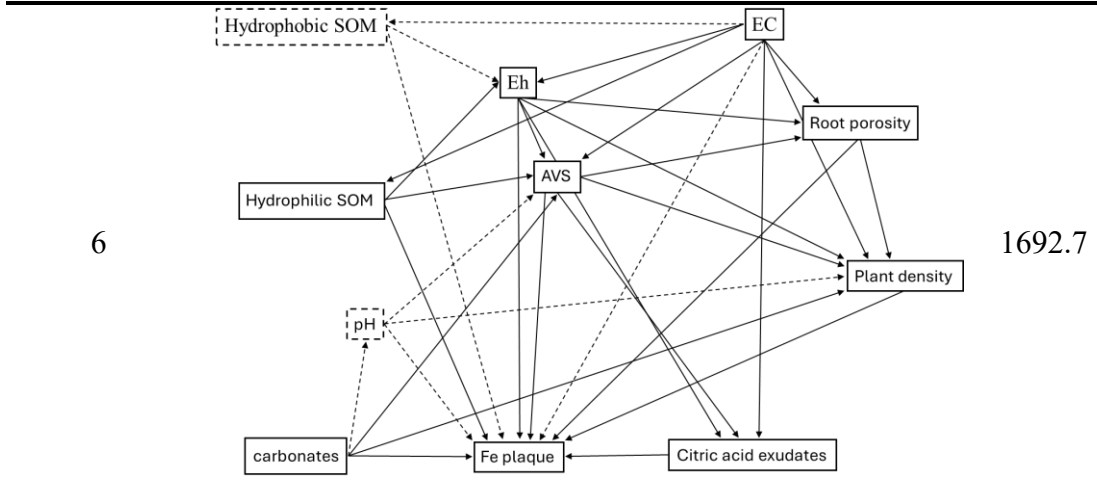 Hydrophobic SOM
EC
Eh
Root porosity
AVS
Hydrophilic SOM
6
1692.7
Plant density
pH
carbonates
Fe plaque
Citric acid exudates